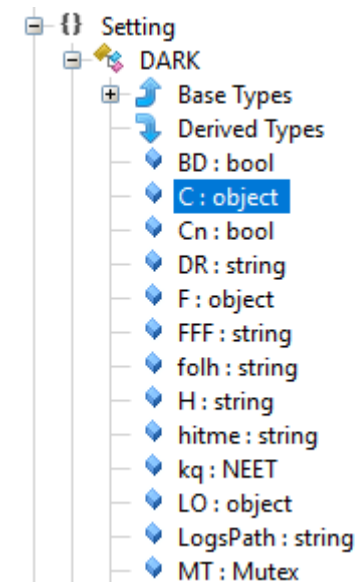 {} Setting
DARK
Base Types
Derived Types
BD : bool
C : object
Cn : bool
DR : string
F : object
FFF : string
folh : string
H : string
hitme : string
kq : NEET
LO : object
LogsPath : string
MT : Mutex